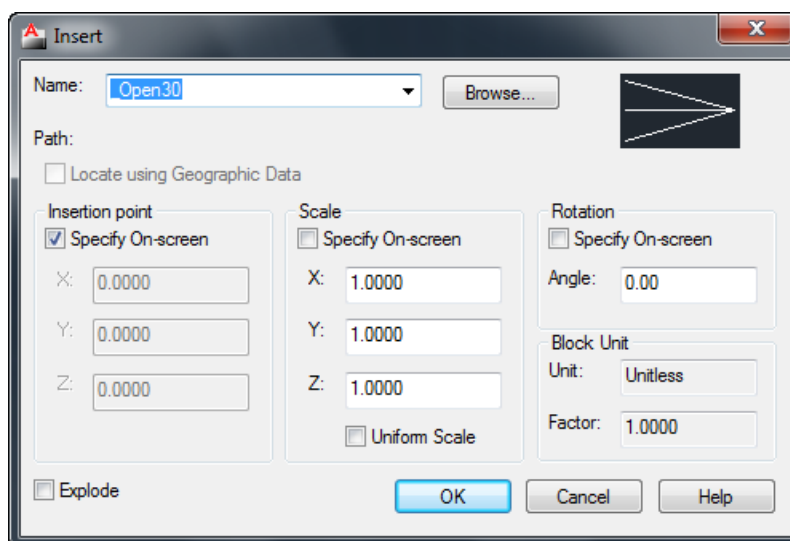 Insert
Name: _Open30 Browse...
Path:
Locate using Geographic Data
Insertion point
Specify On-screen
X: 0.0000
Y: 0.0000
Z: 0.0000
Scale
Specify On-screen
X: 1.0000
Y: 1.0000
Z: 1.0000
Uniform Scale
Rotation
Specify On-screen
Angle: 0.00
Block Unit
Unit: Unitless
Factor: 1.0000
Explode
OK Cancel Help